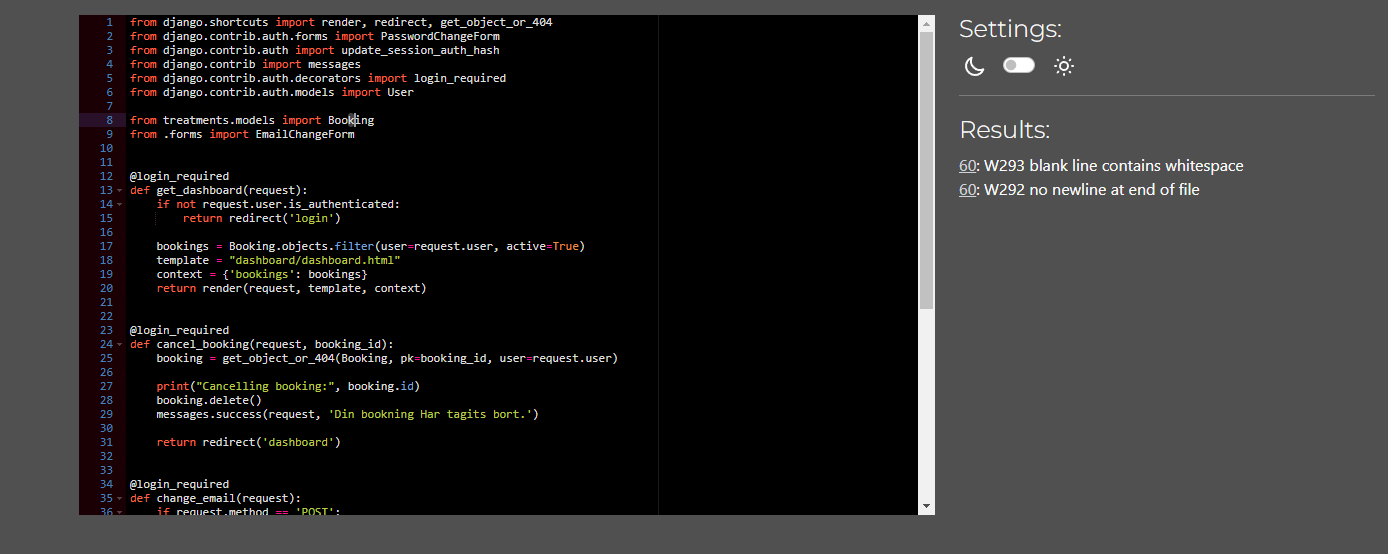 1 from django.shortcuts import render, redirect, get_object_or_404
2 from django.contrib.auth.forms import PasswordChangeForm
3 from django.contrib.auth import update_session_auth_hash
4 from django.contrib import messages
5 from django.contrib.auth.decorators import login_required
6 from django.contrib.auth.models import User
7
8 from treatments.models import Booking
9 from .forms import EmailChangeForm
10
11
12 @login_required
13 def get_dashboard(request):
14     if not request.user.is_authenticated:
15         return redirect('login')
16
17     bookings = Booking.objects.filter(user=request.user, active=True)
18     template = "dashboard/dashboard.html"
19     context = {'bookings': bookings}
20     return render(request, template, context)
21
22
23 @login_required
24 def cancel_booking(request, booking_id):
25     booking = get_object_or_404(Booking, pk=booking_id, user=request.user)
26
27     print("Cancelling booking:", booking.id)
28     booking.delete()
29     messages.success(request, 'Din bookning Har tagits bort.')
30
31     return redirect('dashboard')
32
33
34 @login_required
35 def change_email(request):
36     if request.method == 'POST':
Settings:
Results:
60: W293 blank line contains whitespace
60: W292 no newline at end of file